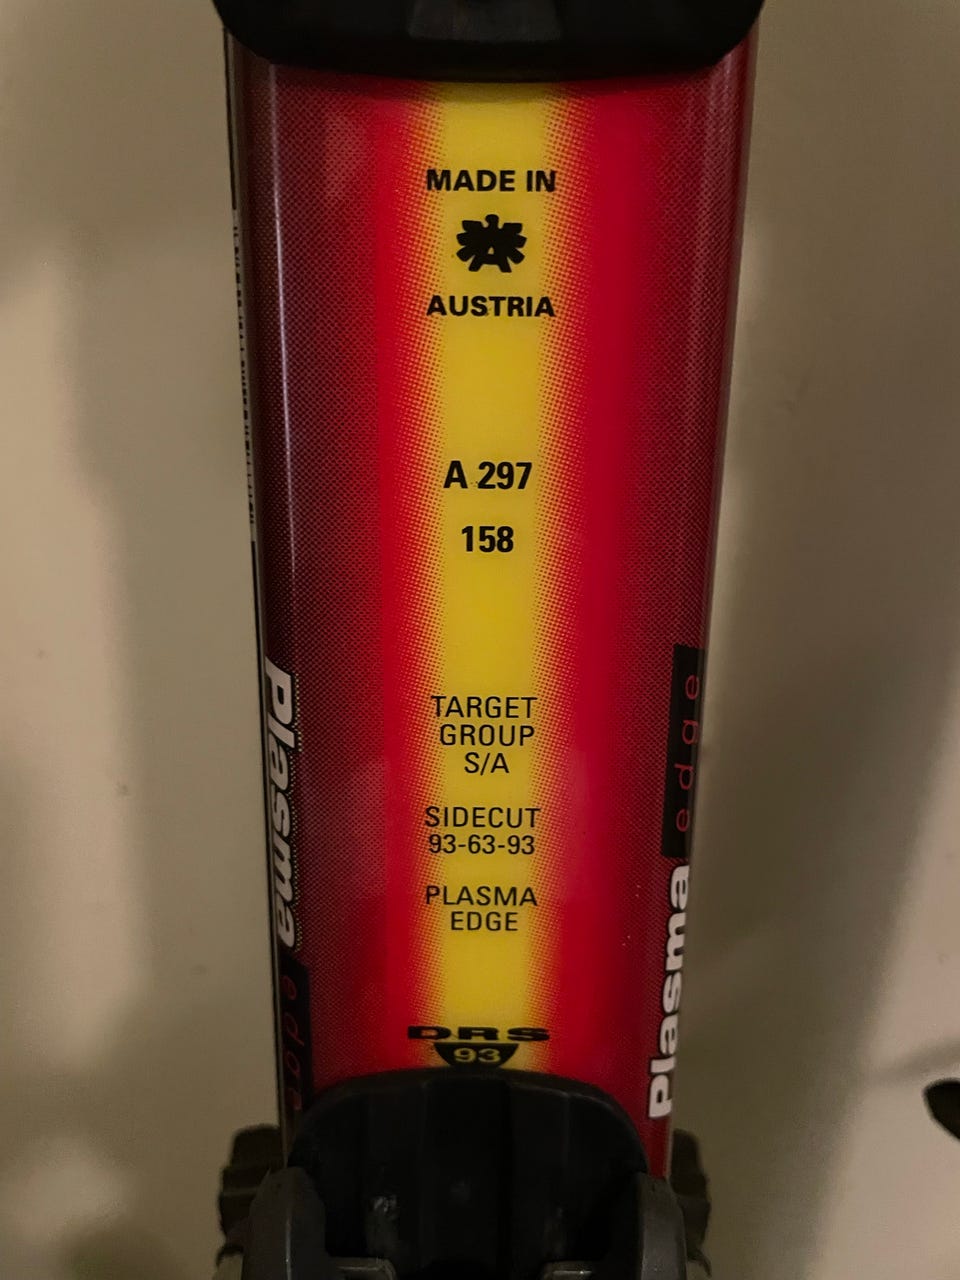 MADE IN
A
AUSTRIA
A 297
158
TARGET
GROUP
S/A
SIDECUT
93-63-93
PLASMA
EDGE
DRS
93
Plasma
edge
Plasma edge